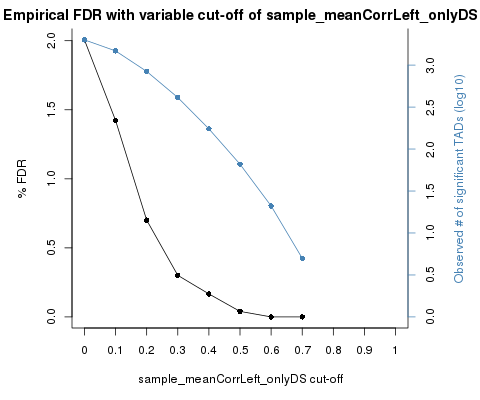 Empirical FDR with variable cut-off of sample_meanCorrLeft_onlyDS
% FDR
2.0
1.5
1.0
0.5
0.0
Observed # of significant TADs (log10)
3.0
2.5
2.0
1.5
1.0
0.5
0.0
0 0.1 0.2 0.3 0.4 0.5 0.6 0.7 0.8 0.9 1
sample_meanCorrLeft_onlyDS cut-off